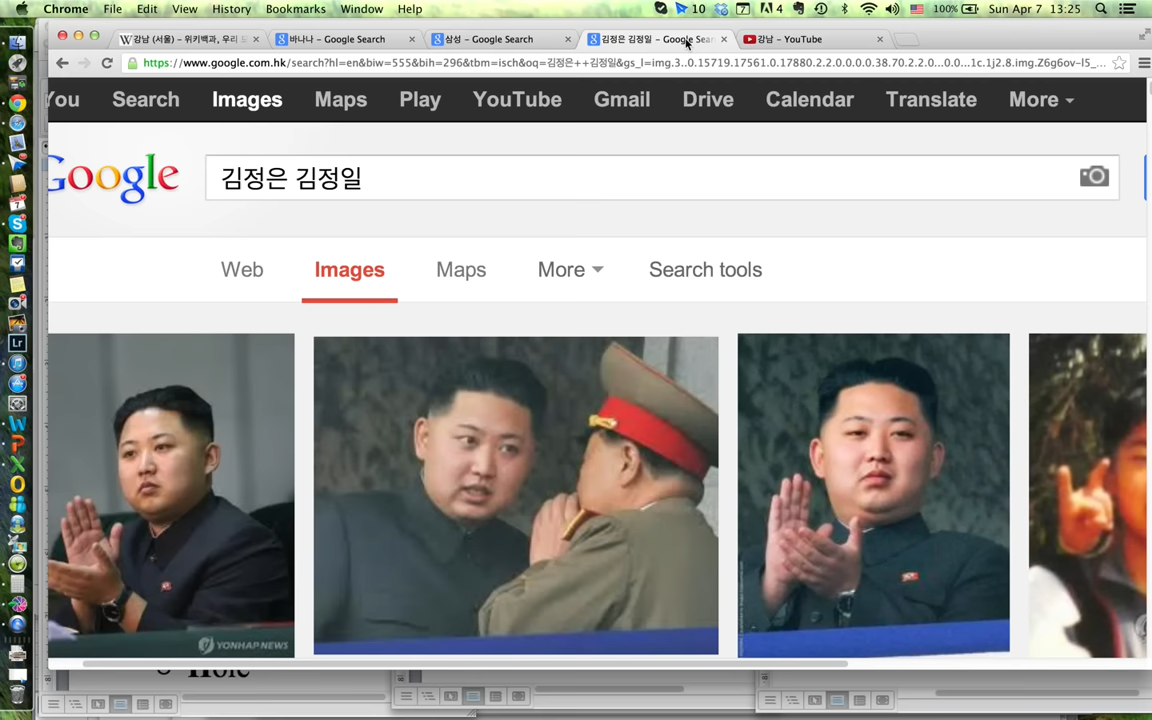 Chrome File Edit View History Bookmarks Window Help 10 4 100% Sun Apr 7 13:25
강남 (서울) – 위키백과, 우리 바나나 – Google Search 삼성 – Google Search 김정은 김정일 – Google Sear 강남 – YouTube
https://www.google.com.hk/search?hl=en&biw=555&bih=296&tbm=isch&oq=김정은++김정일&gs_l=img.3..0.15719.17561.0.17880.2.2.0.0.0.0.38.70.2.2.0...0.0...1c.1j2.8.img.Z6g6ov-I5_...
You Search Images Maps Play YouTube Gmail Drive Calendar Translate More
Google 김정은 김정일
Web Images Maps More Search tools
YONHAP NEWS